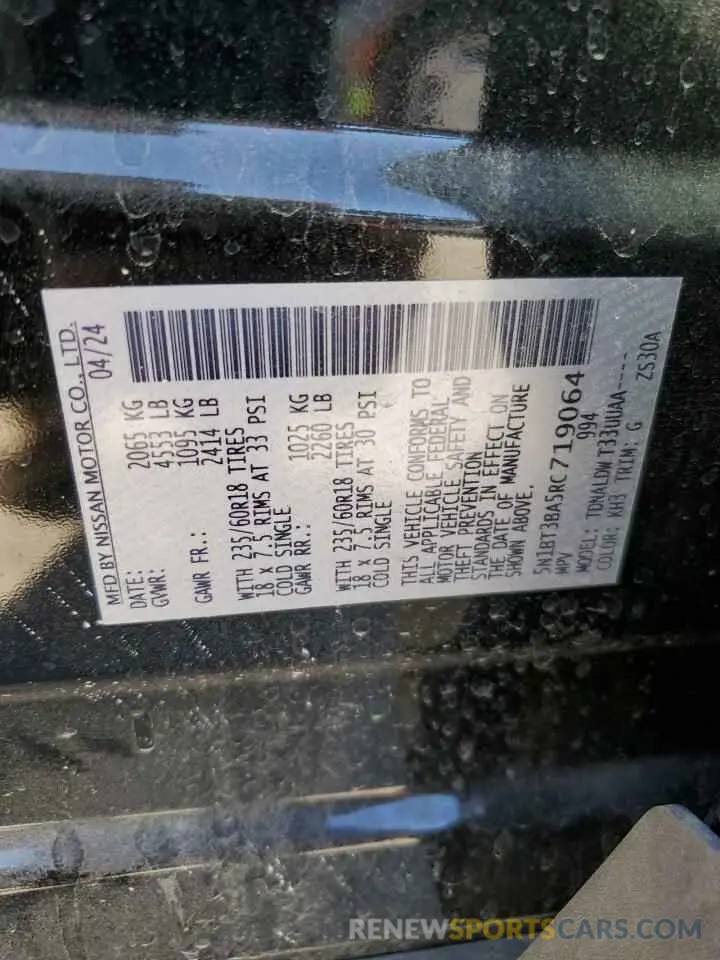 MFD BY NISSAN MOTOR CO., LTD.
DATE: 04/24
GVWR: 2065 KG
4553 LB
1095 KG
GAWR FR.: 2414 LB
WITH 235/60R18 TIRES
18 X 7.5 RIMS AT 33 PSI
COLD SINGLE
GAWR RR.: 1025 KG
2260 LB
WITH 235/60R18 TIRES
18 X 7.5 RIMS AT 30 PSI
COLD SINGLE
THIS VEHICLE CONFORMS TO
ALL APPLICABLE FEDERAL
MOTOR VEHICLE SAFETY AND
THEFT PREVENTION
STANDARDS IN EFFECT ON
THE DATE OF MANUFACTURE
SHOWN ABOVE.
5N1BT3BA5RC719064
MPV 994
MODEL: TDNALDW T33UUAA----
COLOR: KH3 TRIM: G ZS30A
RENEWSPORTSCARS.COM